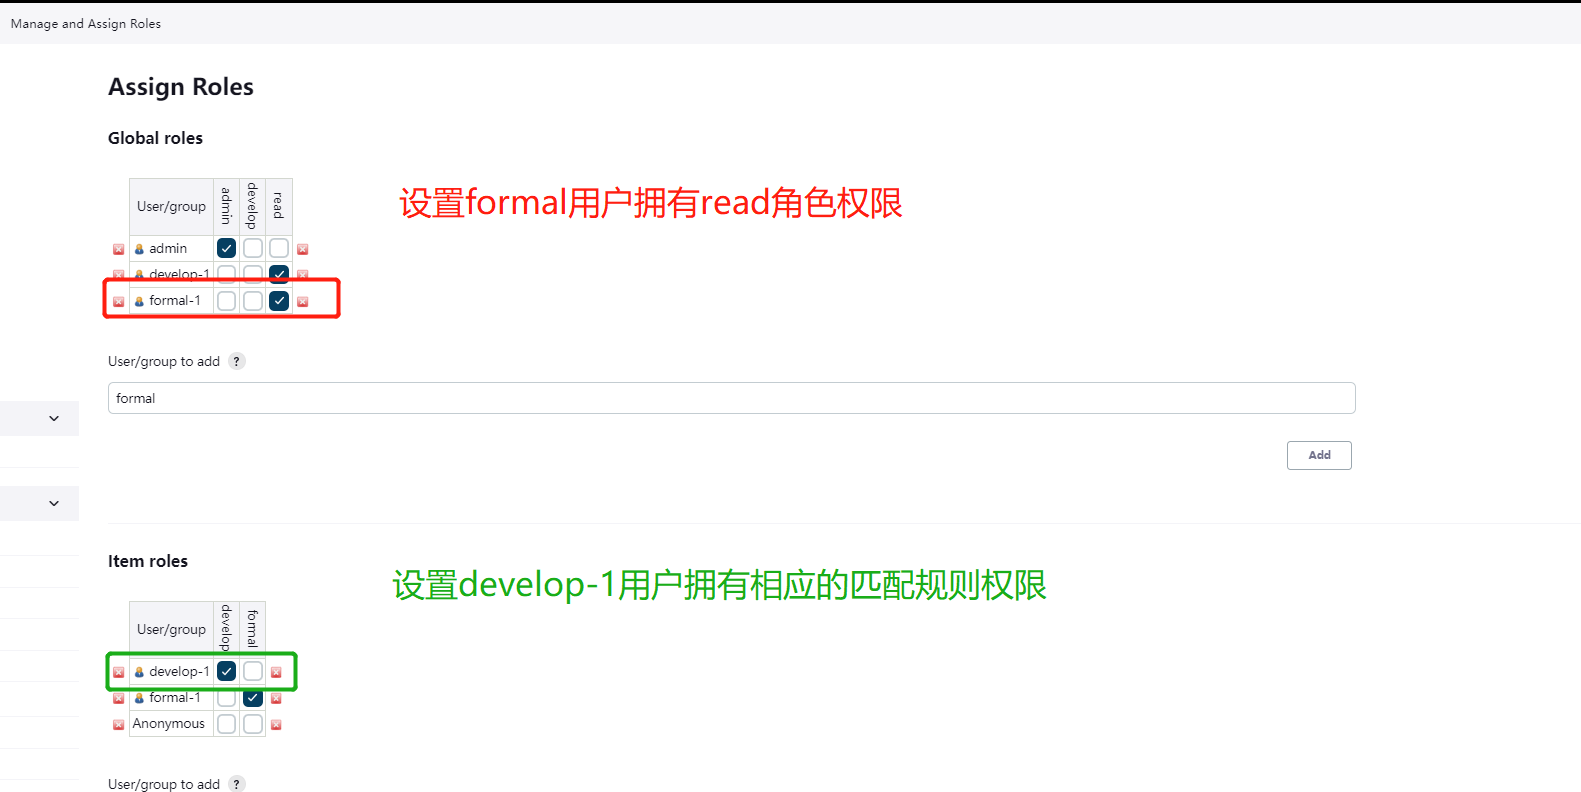 Manage and Assign Roles
Assign Roles
Global roles
User/group admin develop read
设置formal用户拥有read角色权限
admin
develop-1
formal-1
User/group to add ?
formal
Add
Item roles
设置develop-1用户拥有相应的匹配规则权限
User/group develop formal
develop-1
formal-1
Anonymous
User/group to add ?